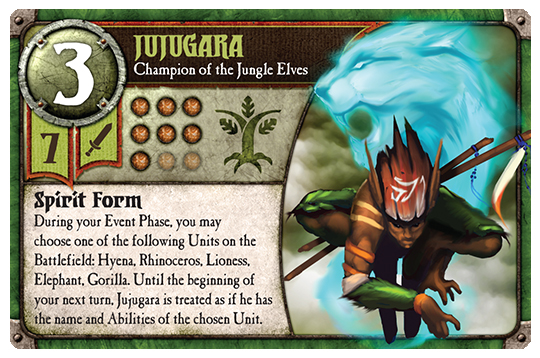 3
JUJUGARA
Champion of the Jungle Elves
7
Spirit Form
During your Event Phase, you may
choose one of the following Units on the
Battlefield: Hyena, Rhinoceros, Lioness,
Elephant, Gorilla. Until the beginning of
your next turn, Jujugara is treated as if he has
the name and Abilities of the chosen Unit.